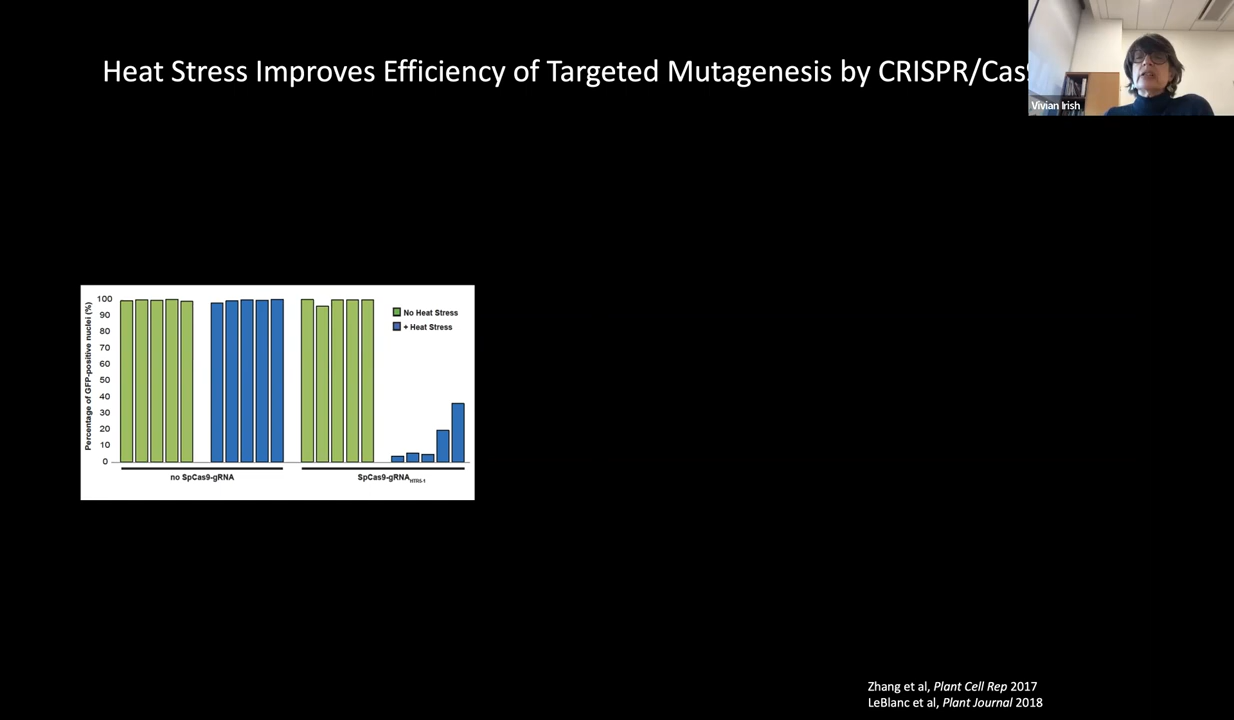 Heat Stress Improves Efficiency of Targeted Mutagenesis by CRISPR/Cas9
Vivian Irish
Percentage of GFP-positive nuclei (%)
100
90
80
70
60
50
40
30
20
10
0
No Heat Stress
+ Heat Stress
no SpCas9-gRNA
SpCas9-gRNA HTR5-1
Zhang et al, Plant Cell Rep 2017
LeBlanc et al, Plant Journal 2018